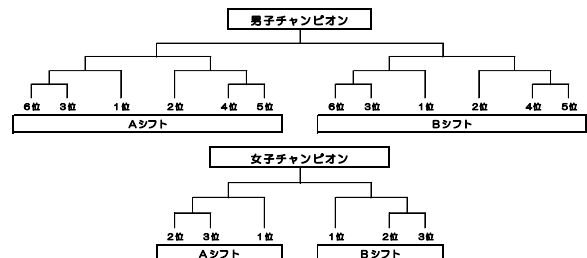 男子チャンピオン
6位 3位 1位 2位 4位 5位 6位 3位 1位 2位 4位 5位
Aシフト Bシフト
女子チャンピオン
2位 3位 1位 1位 2位 3位
Aシフト Bシフト